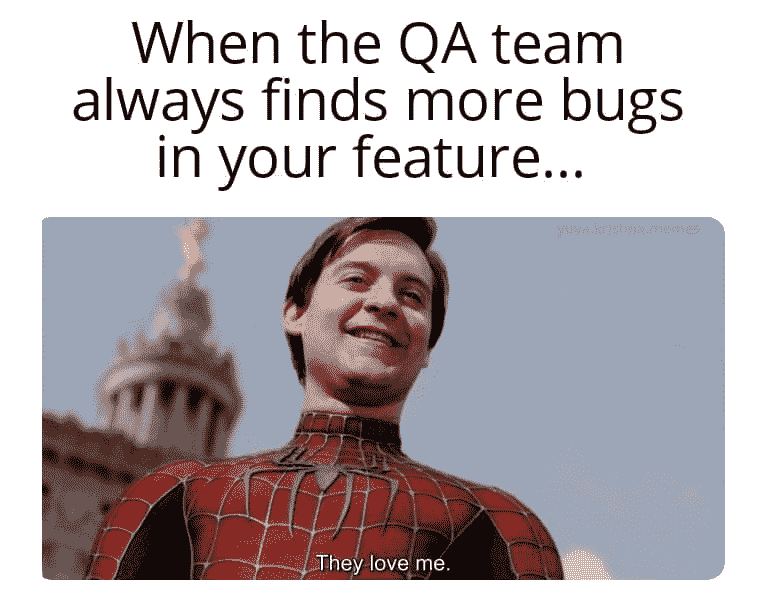 When the QA team
always finds more bugs
in your feature...
They love me.